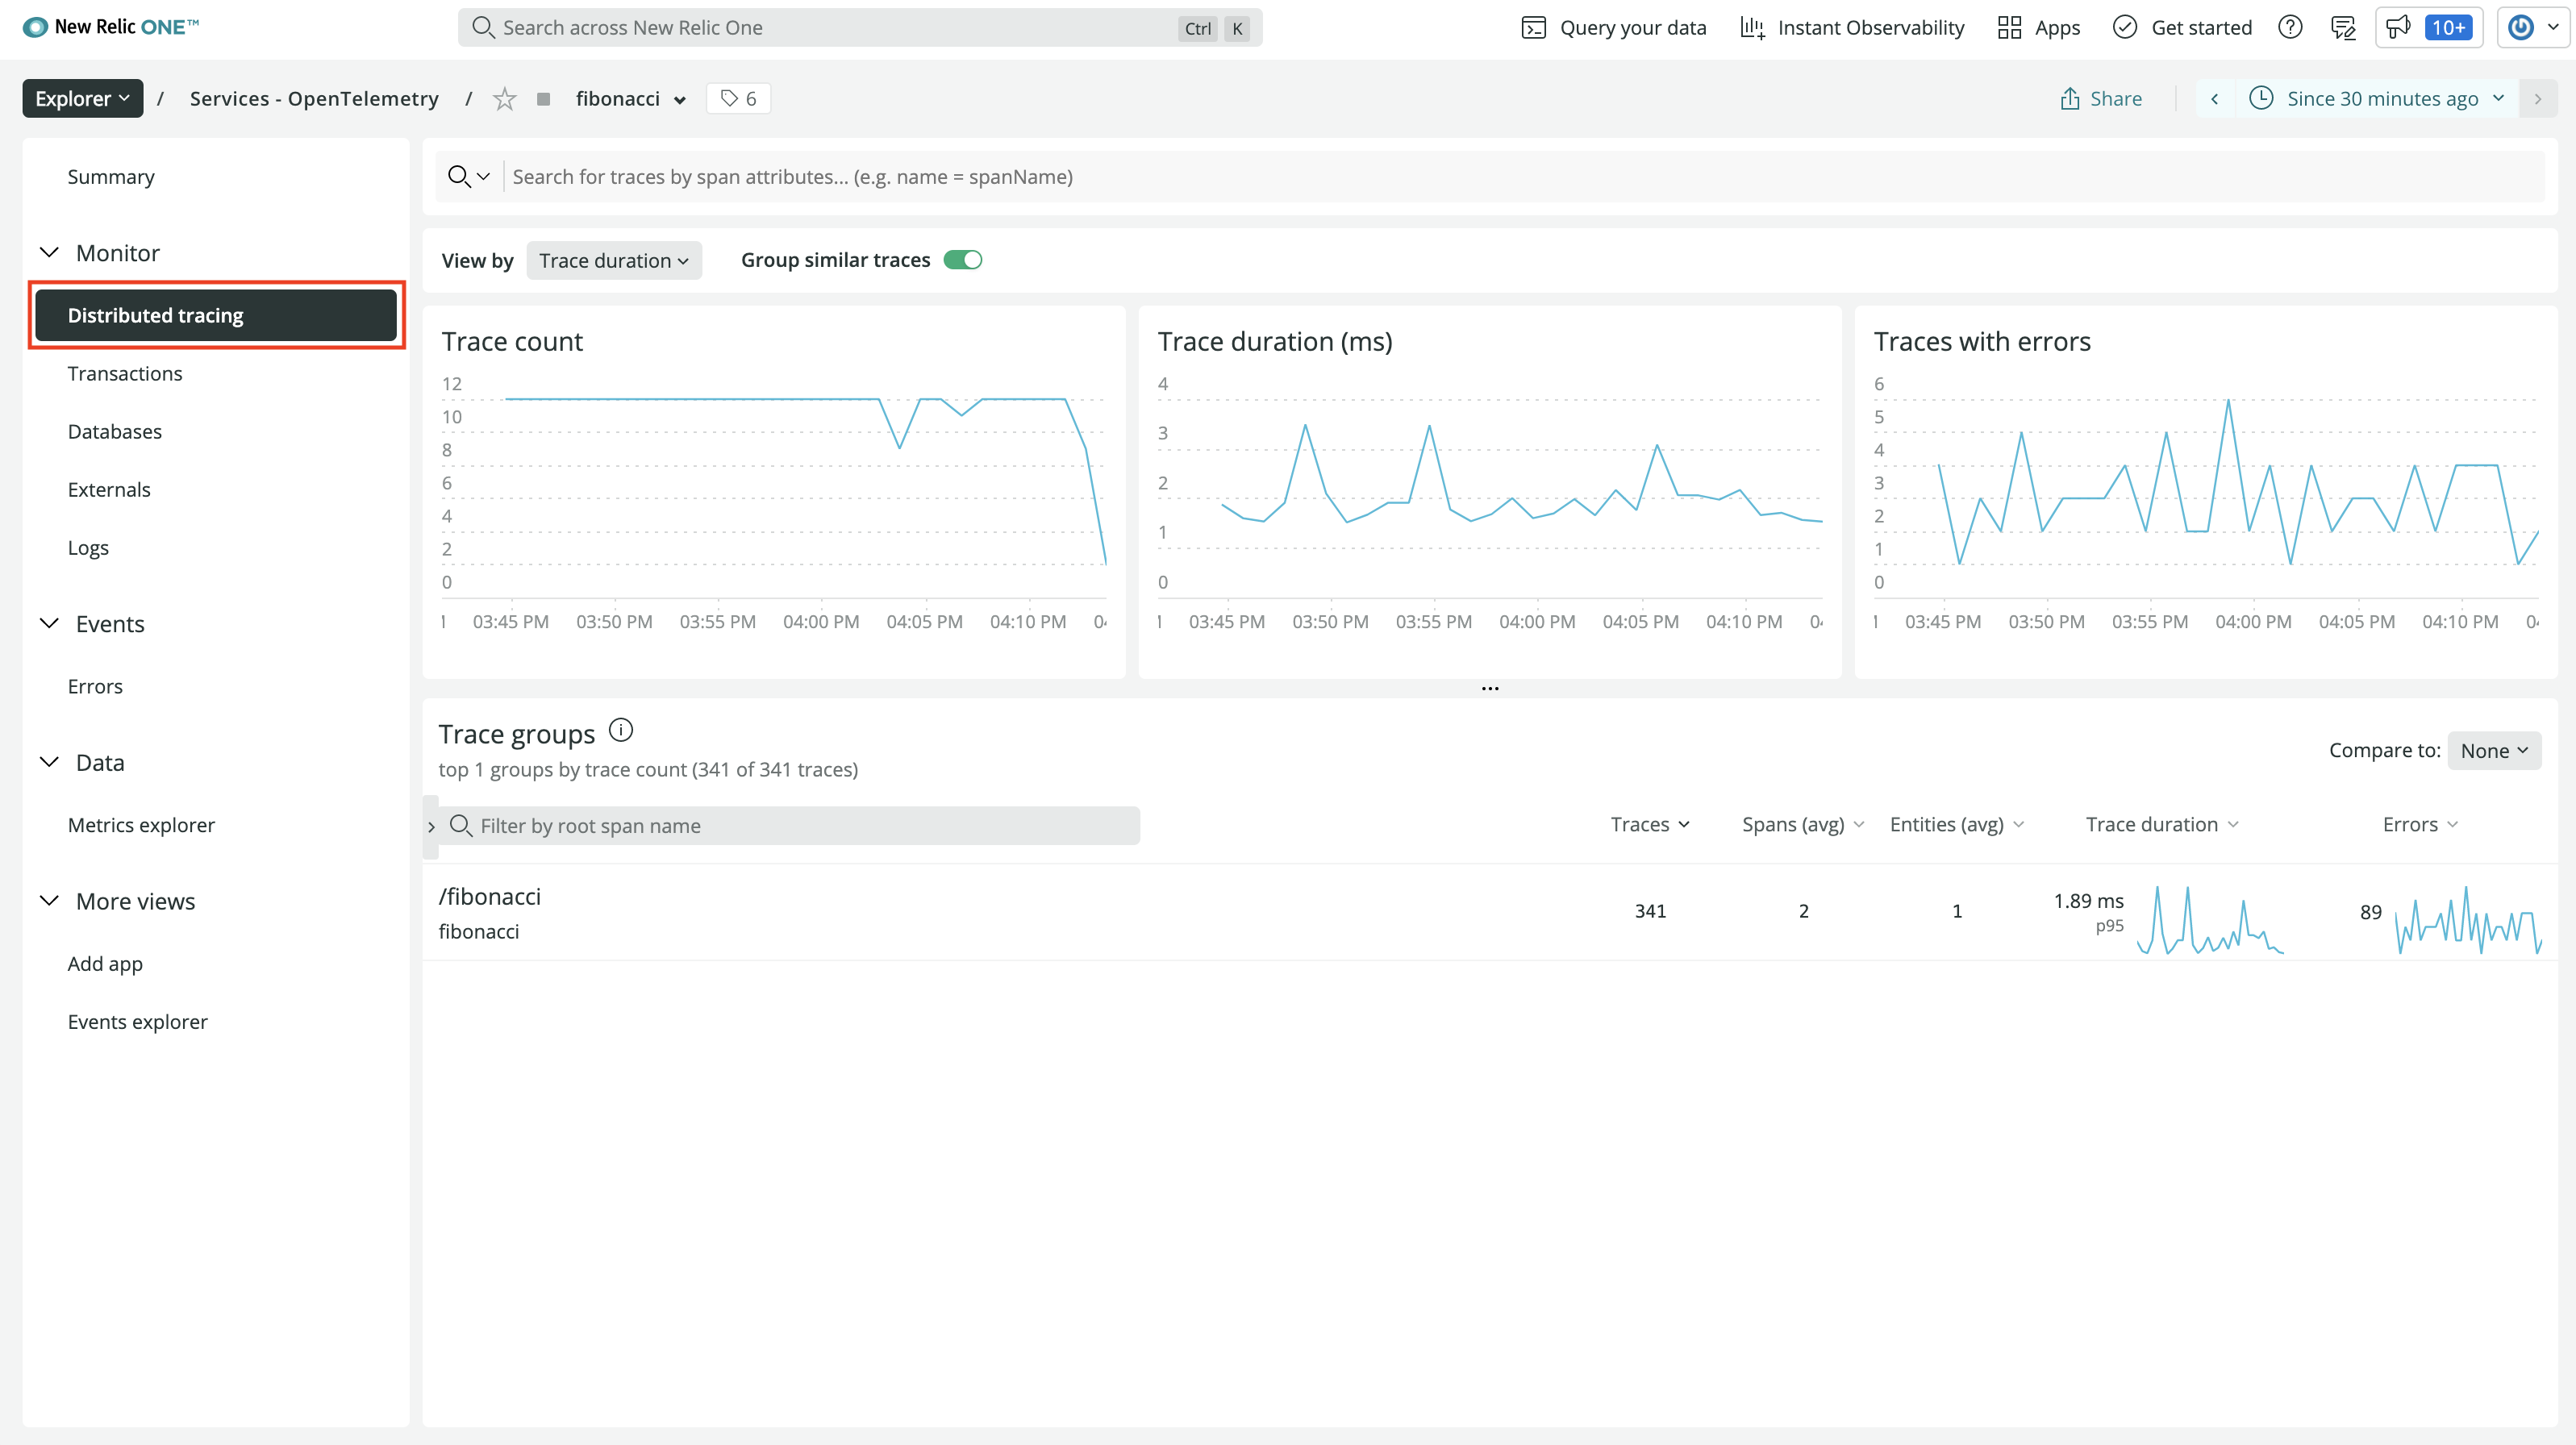 New Relic ONE™
Search across New Relic One
Ctrl K
Query your data
Instant Observability
Apps
Get started
10+
Explorer / Services - OpenTelemetry / fibonacci 6
Share
Since 30 minutes ago
Summary
Monitor
Distributed tracing
Transactions
Databases
Externals
Logs
Events
Errors
Data
Metrics explorer
More views
Add app
Events explorer
Search for traces by span attributes... (e.g. name = spanName)
View by Trace duration Group similar traces
Trace count
12
10
8
6
4
2
0
03:45 PM 03:50 PM 03:55 PM 04:00 PM 04:05 PM 04:10 PM
Trace duration (ms)
4
3
2
1
0
03:45 PM 03:50 PM 03:55 PM 04:00 PM 04:05 PM 04:10 PM
Traces with errors
6
5
4
3
2
1
0
03:45 PM 03:50 PM 03:55 PM 04:00 PM 04:05 PM 04:10 PM
...
Trace groups
top 1 groups by trace count (341 of 341 traces)
Compare to: None
Filter by root span name
Traces Spans (avg) Entities (avg) Trace duration Errors
/fibonacci
fibonacci
341 2 1 1.89 ms 89
p95